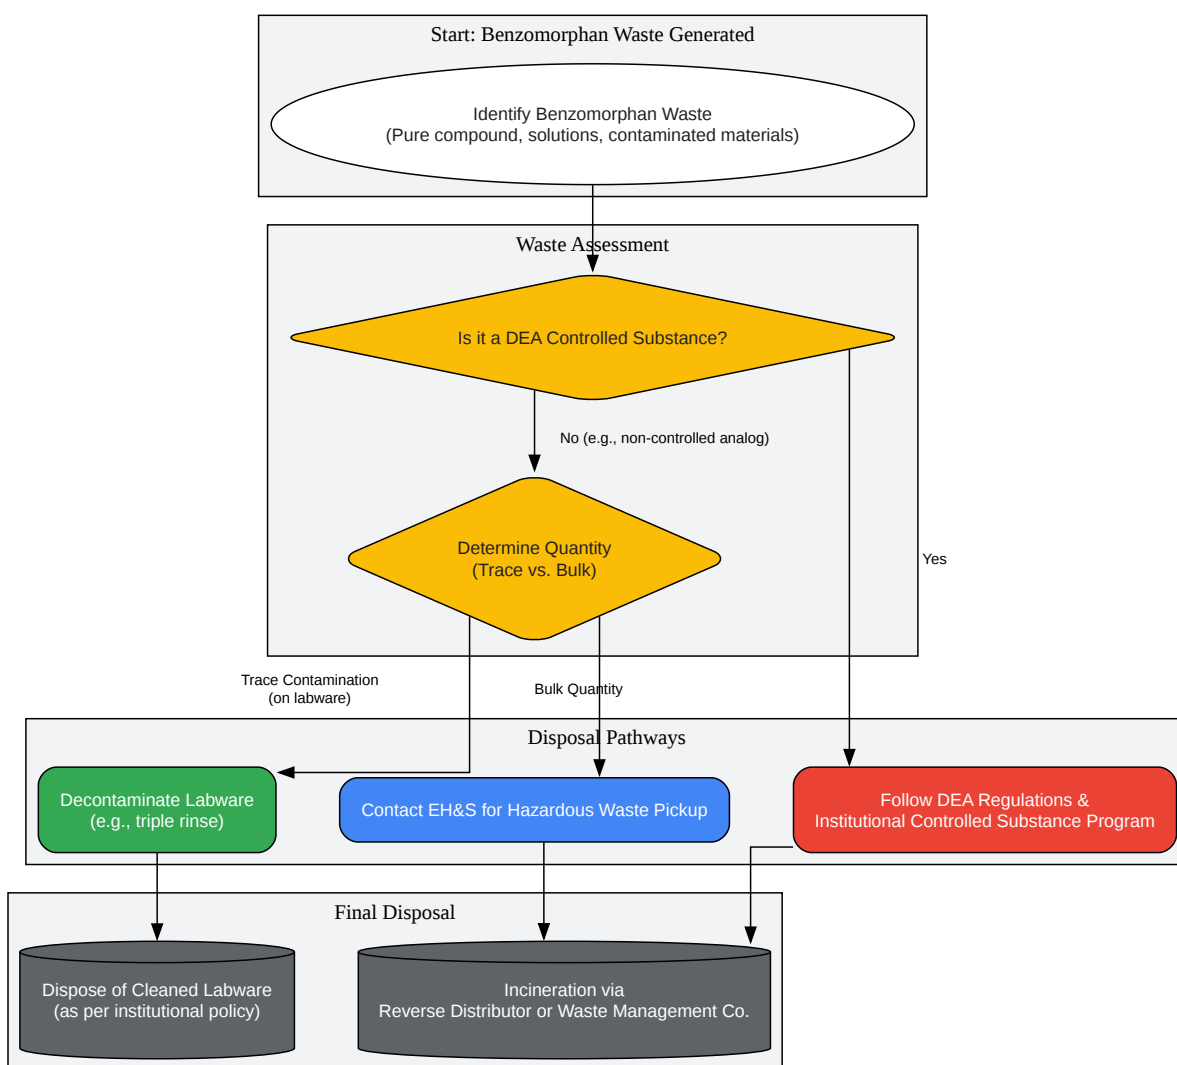 Start: Benzomorphan Waste Generated
Identify Benzomorphan Waste
(Pure compound, solutions, contaminated materials)
Waste Assessment
Is it a DEA Controlled Substance?
No (e.g., non-controlled analog)
Determine Quantity
(Trace vs. Bulk)
Yes
Trace Contamination
(on labware)
Bulk Quantity
Disposal Pathways
Decontaminate Labware
(e.g., triple rinse)
Contact EH&S for Hazardous Waste Pickup
Follow DEA Regulations &
Institutional Controlled Substance Program
Final Disposal
Dispose of Cleaned Labware
(as per institutional policy)
Incineration via
Reverse Distributor or Waste Management Co.